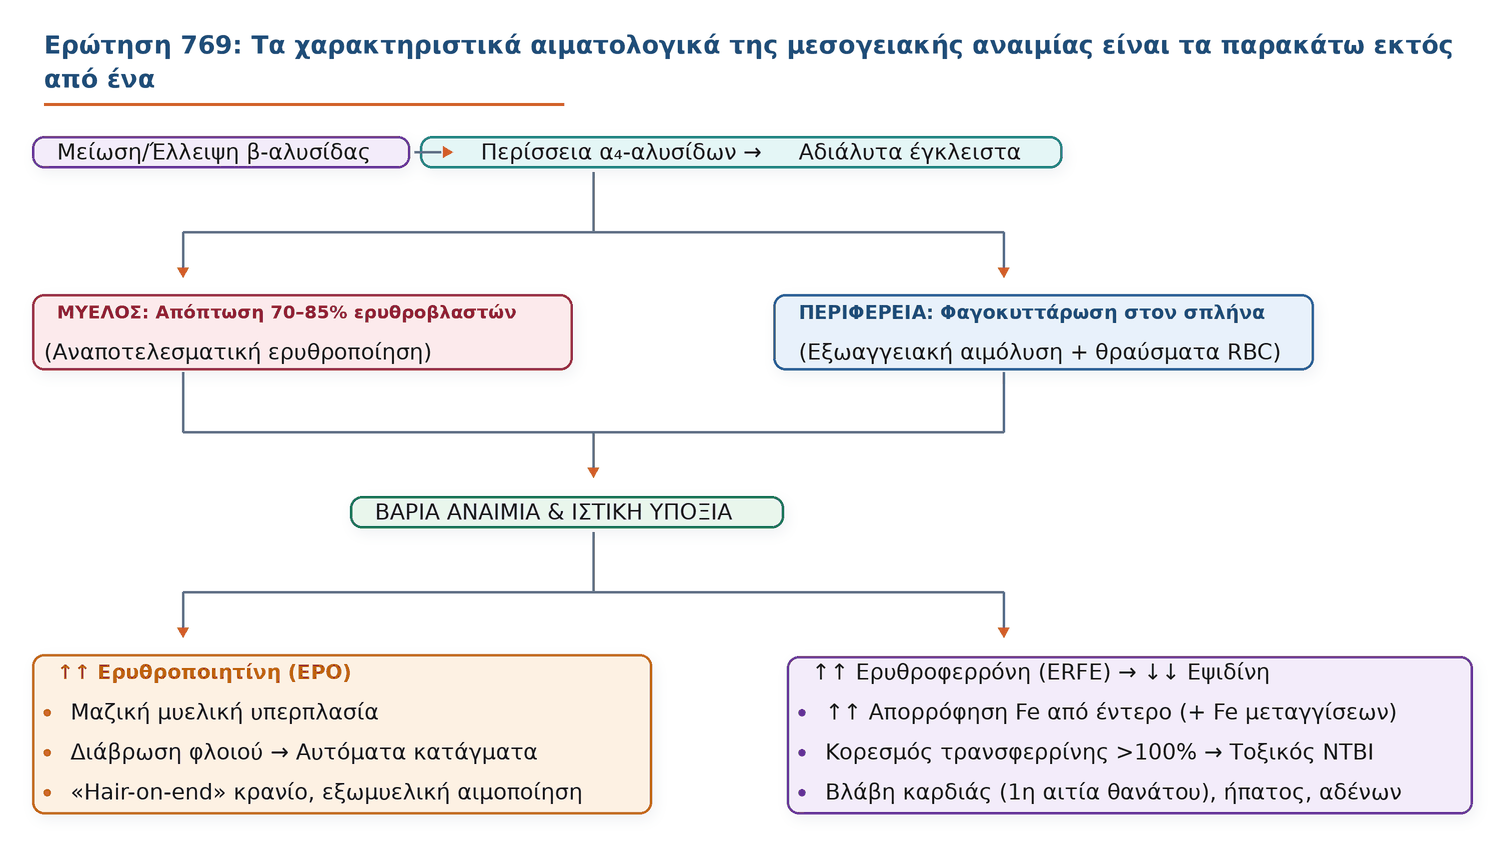 Ερώτηση 769: Τα χαρακτηριστικά αιματολογικά της μεσογειακής αναιμίας είναι τα παρακάτω εκτός
από ένα
Μείωση/Έλλειψη β-αλυσίδας
Περίσσεια α₄-αλυσίδων → Αδιάλυτα έγκλειστα
ΜΥΕΛΟΣ: Απόπτωση 70–85% ερυθροβλαστών
(Αναποτελεσματική ερυθροποίηση)
ΠΕΡΙΦΕΡΕΙΑ: Φαγοκυττάρωση στον σπλήνα
(Εξωαγγειακή αιμόλυση + θραύσματα RBC)
ΒΑΡΙΑ ΑΝΑΙΜΙΑ & ΙΣΤΙΚΗ ΥΠΟΞΙΑ
↑↑ Ερυθροποιητίνη (EPO)
• Μαζική μυελική υπερπλασία
• Διάβρωση φλοιού → Αυτόματα κατάγματα
• «Hair-on-end» κρανίο, εξωμυελική αιμοποίηση
↑↑ Ερυθροφερρόνη (ERFE) → ↓↓ Εψιδίνη
• ↑↑ Απορρόφηση Fe από έντερο (+ Fe μεταγγίσεων)
• Κορεσμός τρανσφερρίνης >100% → Τοξικός NTBI
• Βλάβη καρδιάς (1η αιτία θανάτου), ήπατος, αδένων